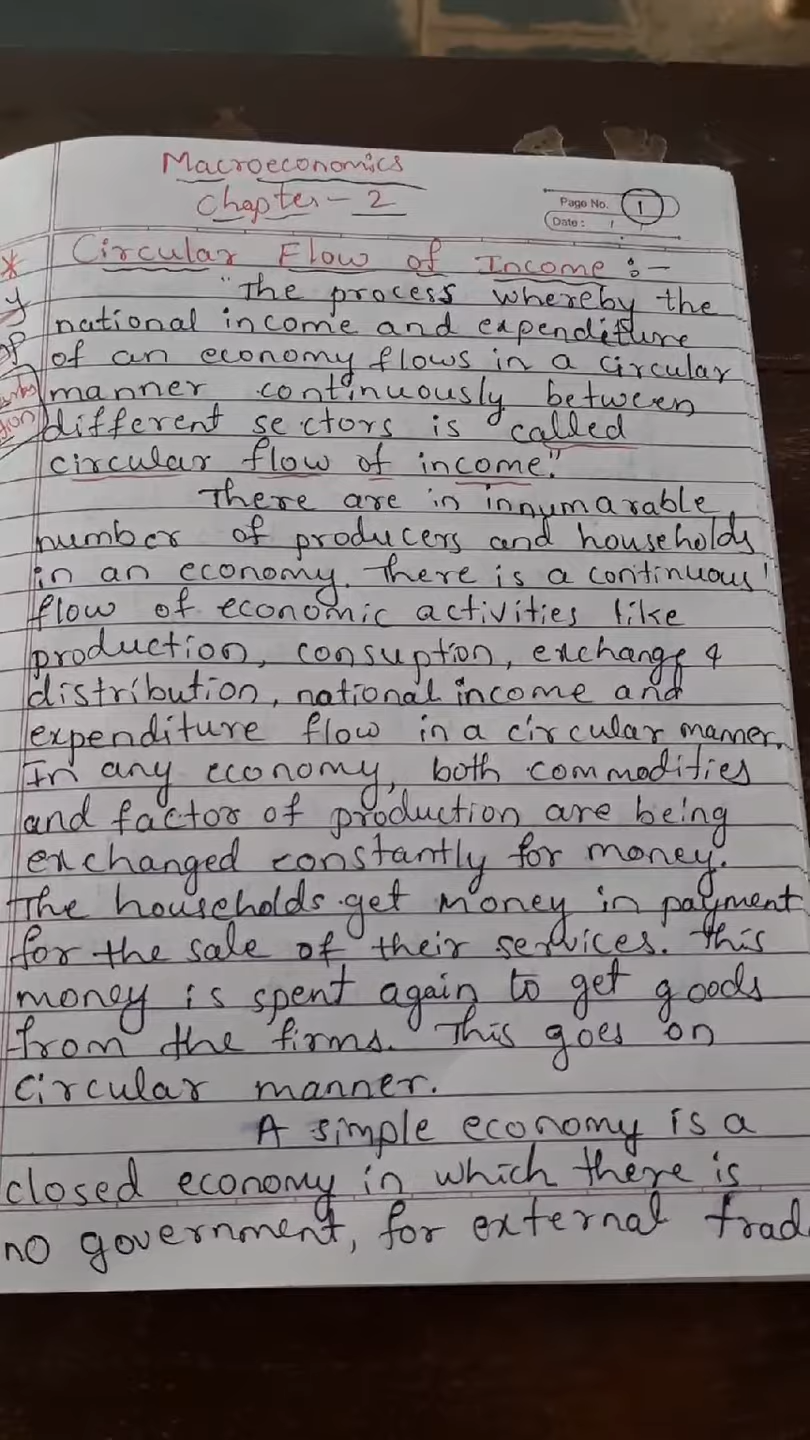 Macroeconomics
Chapter - 2
Page No. 1
Date :
* Circular Flow of Income :-
"The process whereby the
national income and expenditure
of an economy flows in a circular
manner continuously between
different sectors is called
circular flow of income."
There are in innumarable
number of producers and households
in an economy. There is a continuous
flow of economic activities like
production, consuption, exchange &
distribution, national income and
expenditure flow in a circular manner.
In any economy, both commodities
and factor of production are being
exchanged constantly for money.
The households get money in payment
for the sale of their services. This
money is spent again to get goods
from the firms. This goes on
circular manner.
A simple economy is a
closed economy in which there is
no government, for external trad